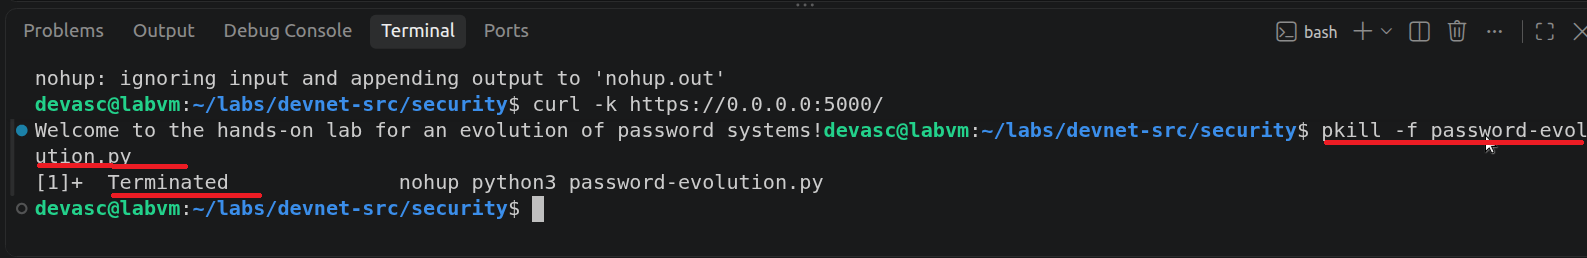 Problems Output Debug Console Terminal Ports bash
nohup: ignoring input and appending output to 'nohup.out'
devasc@labvm:~/labs/devnet-src/security$ curl -k https://0.0.0.0:5000/
Welcome to the hands-on lab for an evolution of password systems!devasc@labvm:~/labs/devnet-src/security$ pkill -f password-evol
ution.py
[1]+  Terminated              nohup python3 password-evolution.py
devasc@labvm:~/labs/devnet-src/security$